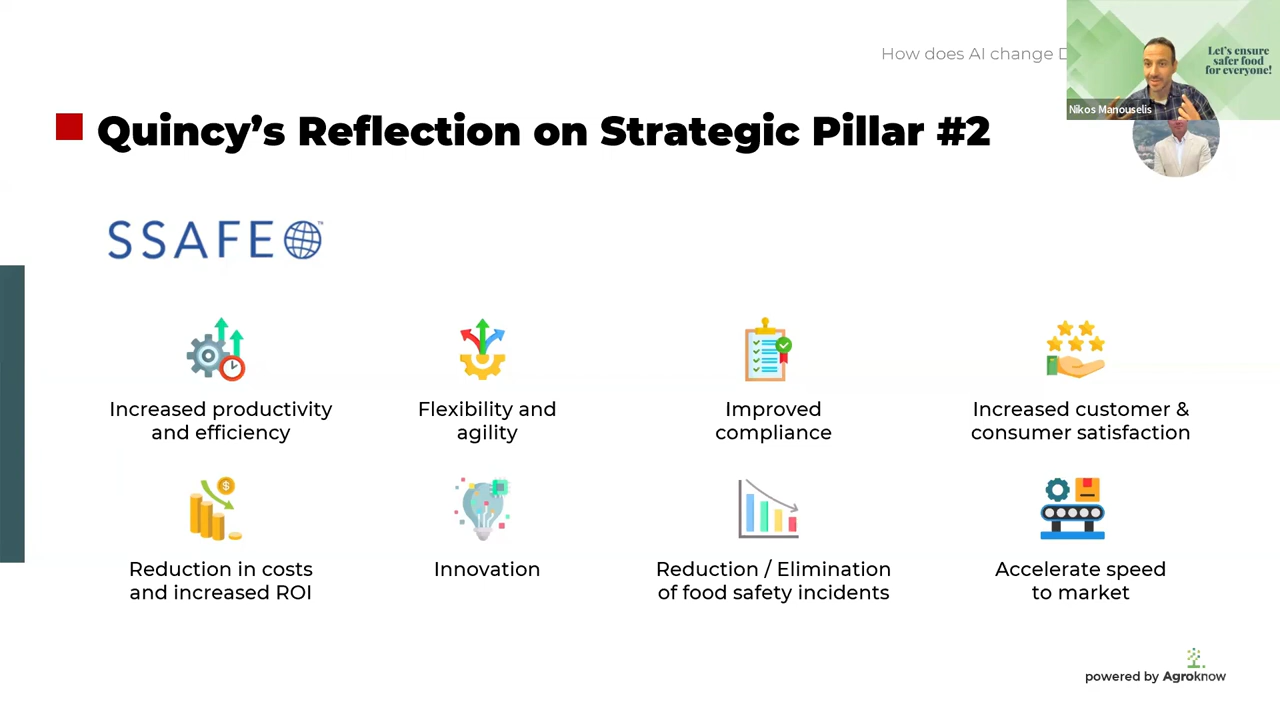 How does AI change
Let's ensure
safer food
for everyone!
Nikos Manouselis
Quincy's Reflection on Strategic Pillar #2
SSAFE
TM
Increased productivity
and efficiency
Flexibility and
agility
Improved
compliance
Increased customer &
consumer satisfaction
$
Reduction in costs
and increased ROI
Innovation
Reduction / Elimination
of food safety incidents
Accelerate speed
to market
powered by Agroknow